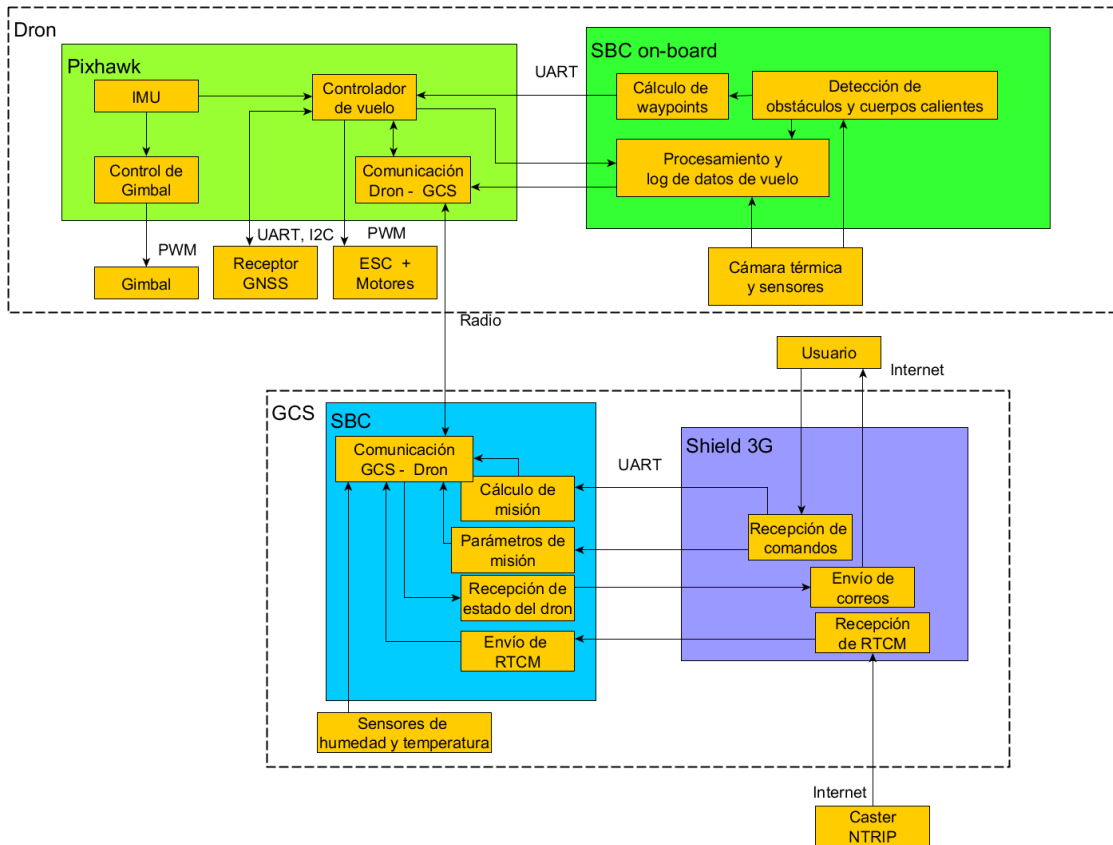 Dron
Pixhawk
IMU
Controlador
de vuelo
Control de
Gimbal
Comunicación
Dron - GCS
UART
SBC on-board
Cálculo de
waypoints
Detección de
obstáculos y cuerpos calientes
Procesamiento y
log de datos de vuelo
PWM
UART, I2C
PWM
Gimbal
Receptor
GNSS
ESC +
Motores
Cámara térmica
y sensores
Radio
Usuario
Internet
GCS
SBC
Comunicación
GCS - Dron
Cálculo de
misión
Parámetros de
misión
Recepción de
estado del dron
Envío de
RTCM
Sensores de
humedad y temperatura
UART
Shield 3G
Recepción de
comandos
Envío de
correos
Recepción
de RTCM
Internet
Caster
NTRIP